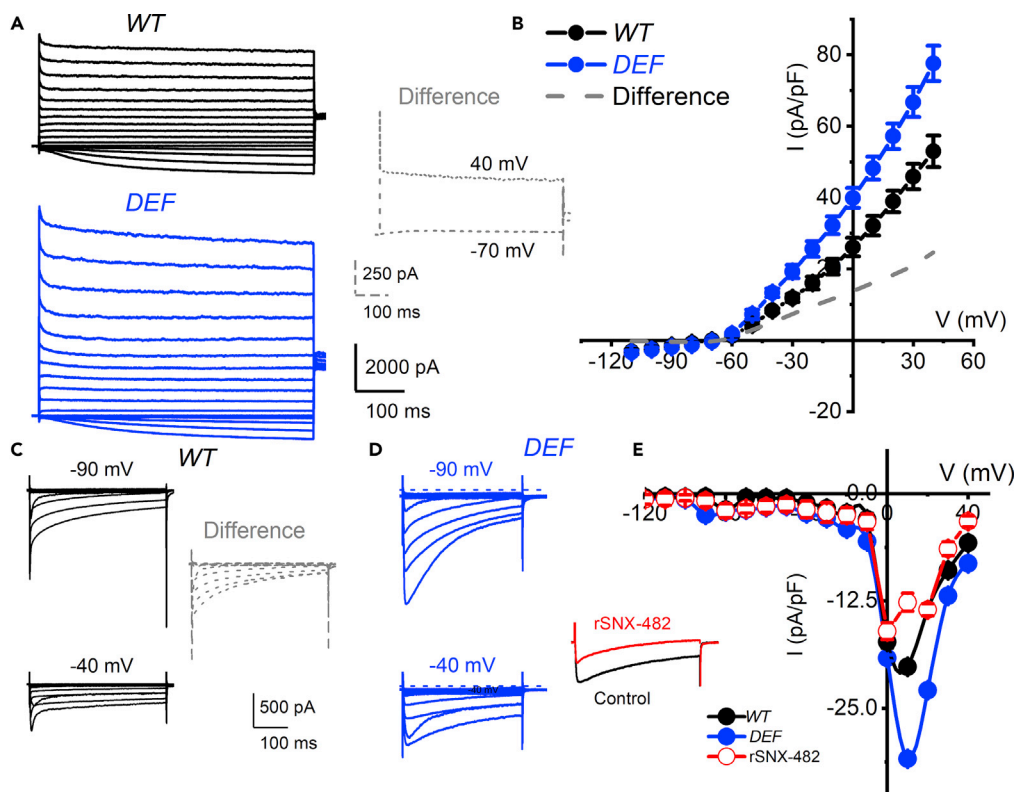 A
WT
DEF
Difference
40 mV
-70 mV
250 pA
100 ms
2000 pA
100 ms
B
WT
DEF
Difference
I (pA/pF)
80
60
40
-20
V (mV)
-120
-90
-60
-30
0
30
60
C
WT
-90 mV
Difference
-40 mV
500 pA
100 ms
D
DEF
-90 mV
-40 mV
-40 mV
rSNX-482
Control
E
V (mV)
-120
0.0
0
40
-12.5
-25.0
I (pA/pF)
WT
DEF
rSNX-482